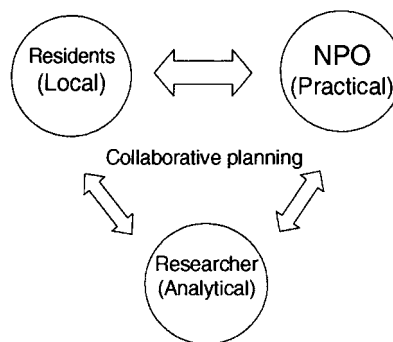 Residents
(Local)
NPO
(Practical)
Collaborative planning
Researcher
(Analytical)